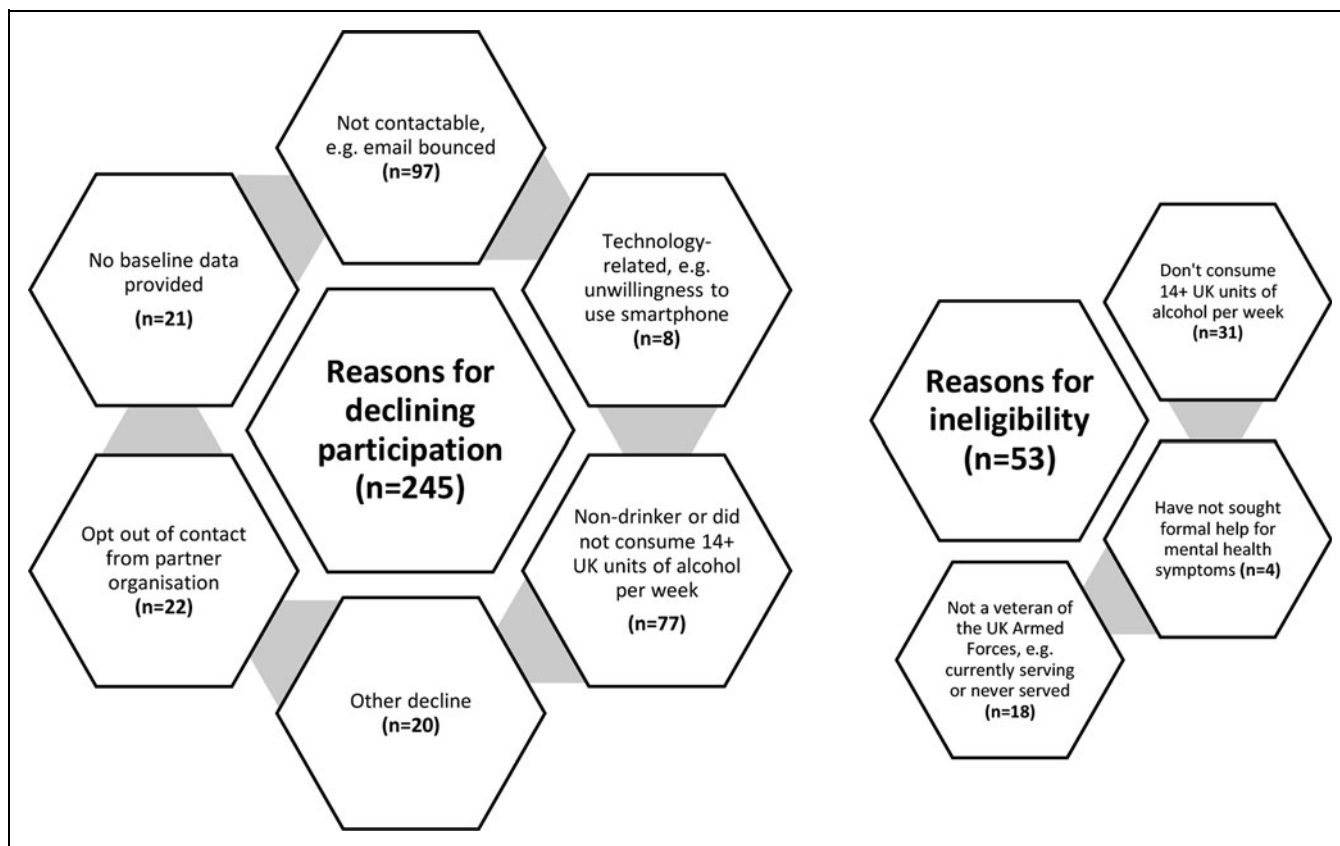 Not contactable,
e.g. email bounced
(n=97)
No baseline data
provided
(n=21)
Technology-
related, e.g.
unwillingness to
use smartphone
(n=8)
Reasons for
declining
participation
(n=245)
Opt out of contact
from partner
organisation
(n=22)
Non-drinker or did
not consume 14+
UK units of alcohol
per week
(n=77)
Other decline
(n=20)
Reasons for
ineligibility
(n=53)
Don't consume
14+ UK units of
alcohol per week
(n=31)
Have not sought
formal help for
mental health
symptoms (n=4)
Not a veteran of
the UK Armed
Forces, e.g.
currently serving
or never served
(n=18)